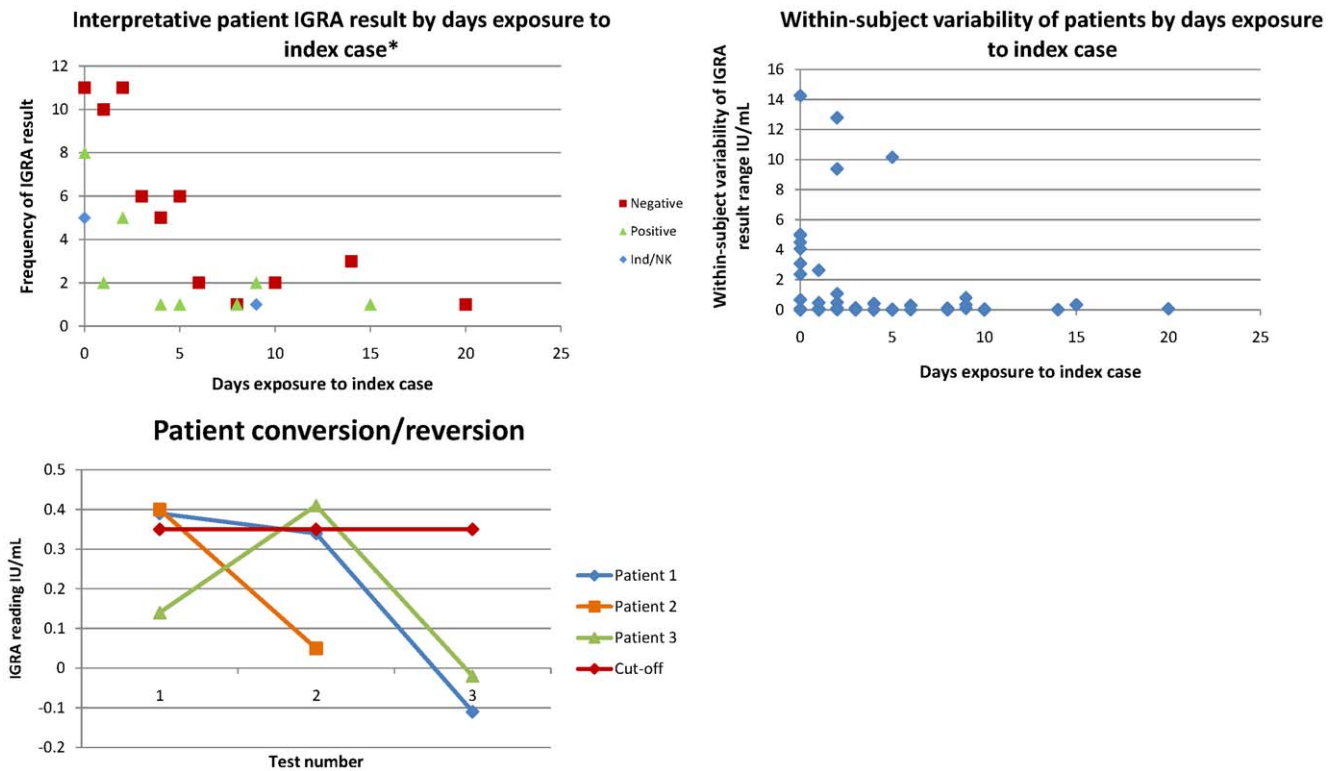 Interpretative patient IGRA result by days exposure to
index case*
Frequency of IGRA result
12
10
8
6
4
2
0
0 5 10 15 20 25
Days exposure to index case
Negative
Positive
Ind/NK
Within-subject variability of patients by days exposure
to index case
Within-subject variability of IGRA
result range IU/mL
16
14
12
10
8
6
4
2
0
0 5 10 15 20 25
Days exposure to index case
Patient conversion/reversion
IGRA reading IU/mL
0.5
0.4
0.3
0.2
0.1
0
-0.1
-0.2
1 2 3
Test number
Patient 1
Patient 2
Patient 3
Cut-off